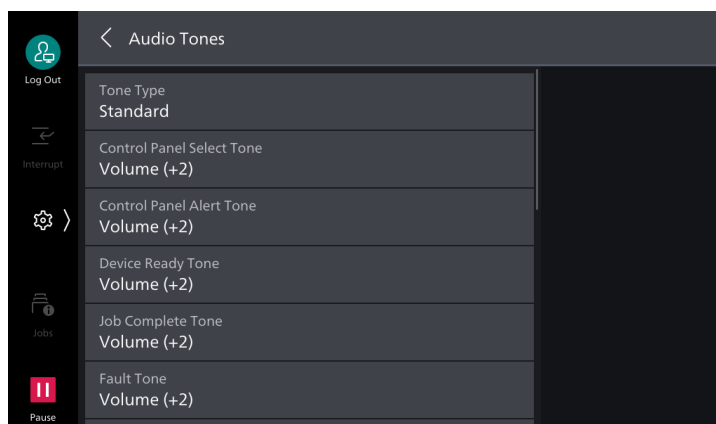 Audio Tones
Log Out
Interrupt
Jobs
Pause
Tone Type
Standard
Control Panel Select Tone
Volume (+2)
Control Panel Alert Tone
Volume (+2)
Device Ready Tone
Volume (+2)
Job Complete Tone
Volume (+2)
Fault Tone
Volume (+2)